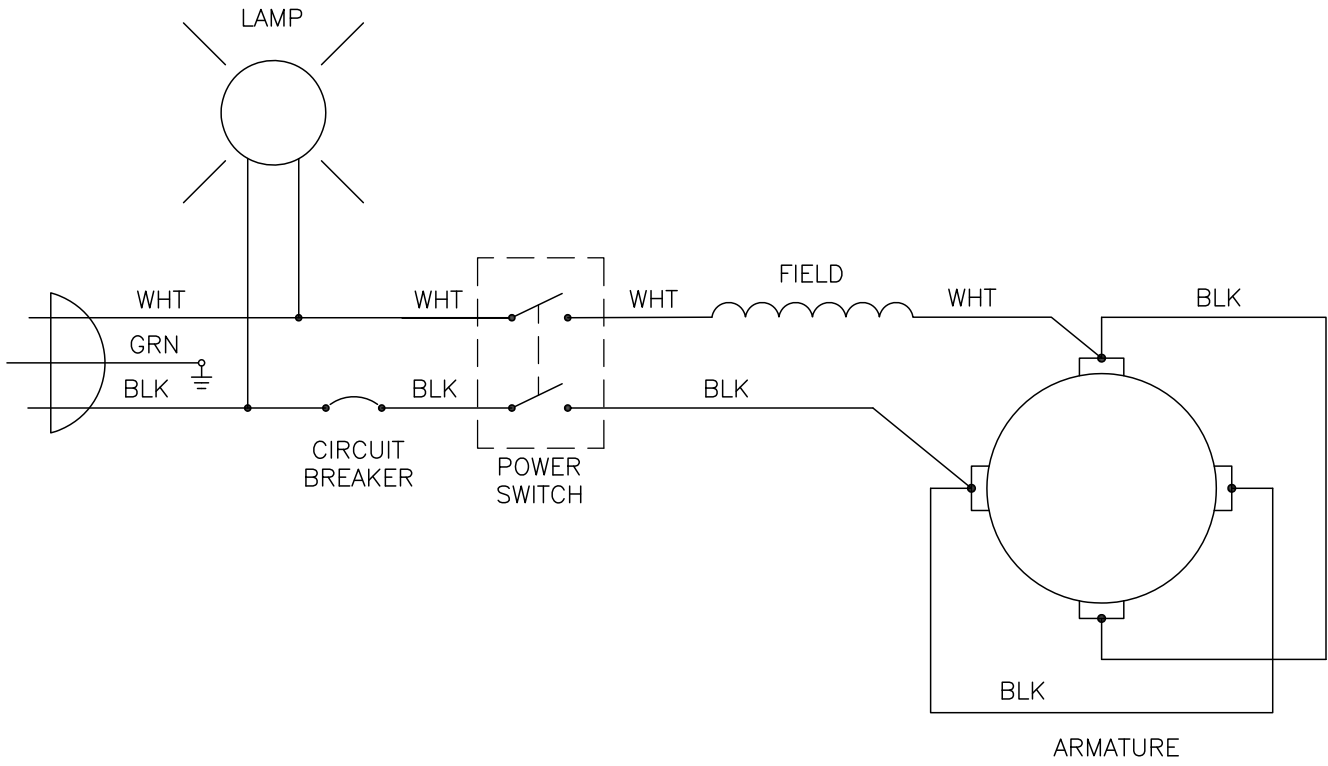 LAMP
FIELD
WHT
WHT
WHT
WHT
BLK
GRN
BLK
BLK
BLK
CIRCUIT
BREAKER
POWER
SWITCH
BLK
ARMATURE